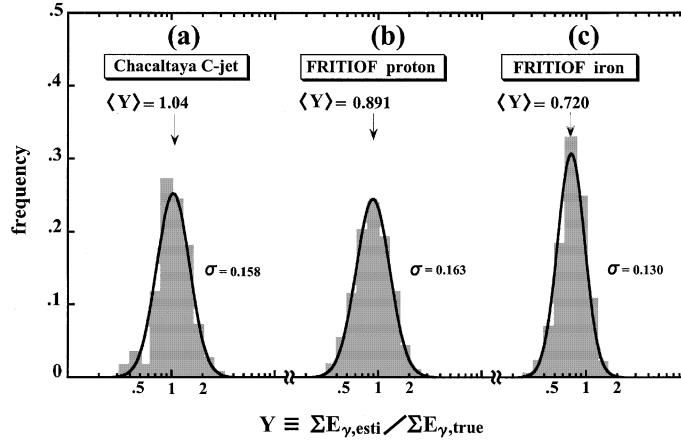 (a) (b) (c)
Chacaltaya C-jet FRITIOF proton FRITIOF iron
⟨Y⟩=1.04 ⟨Y⟩=0.891 ⟨Y⟩=0.720
.5
.4
.3
.2
.1
0
frequency
σ=0.158 σ=0.163 σ=0.130
.5 1 2 .5 1 2 .5 1 2
Y ≡ ΣEγ,esti / ΣEγ,true